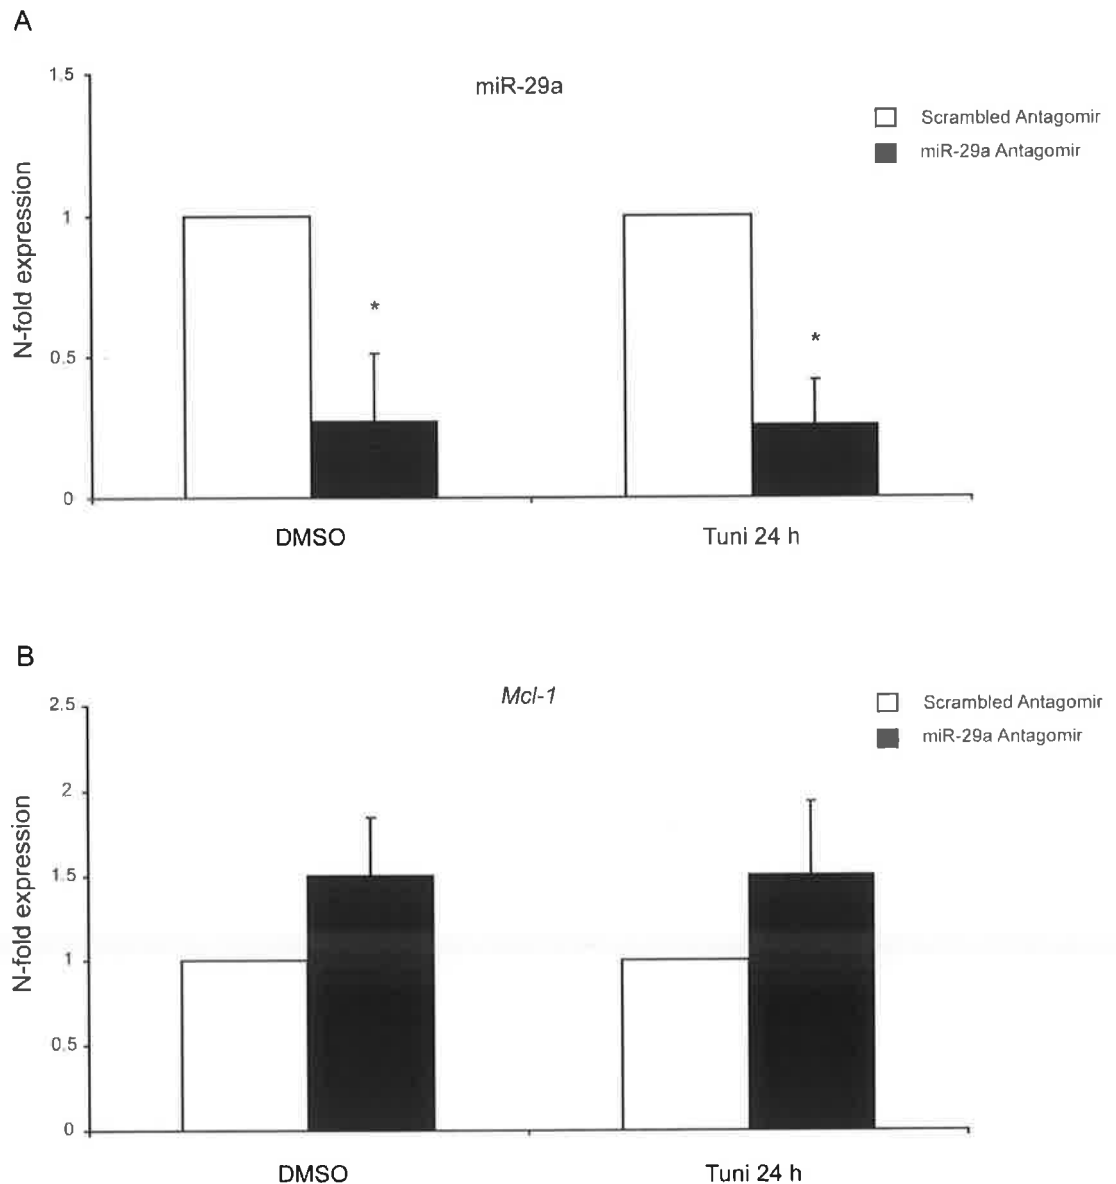 A
miR-29a
Scrambled Antagomir
miR-29a Antagomir
N-fold expression
1.5
1
0.5
0
*
*
DMSO
Tuni 24 h
B
Mcl-1
Scrambled Antagomir
miR-29a Antagomir
N-fold expression
2.5
2
1.5
1
0.5
0
DMSO
Tuni 24 h